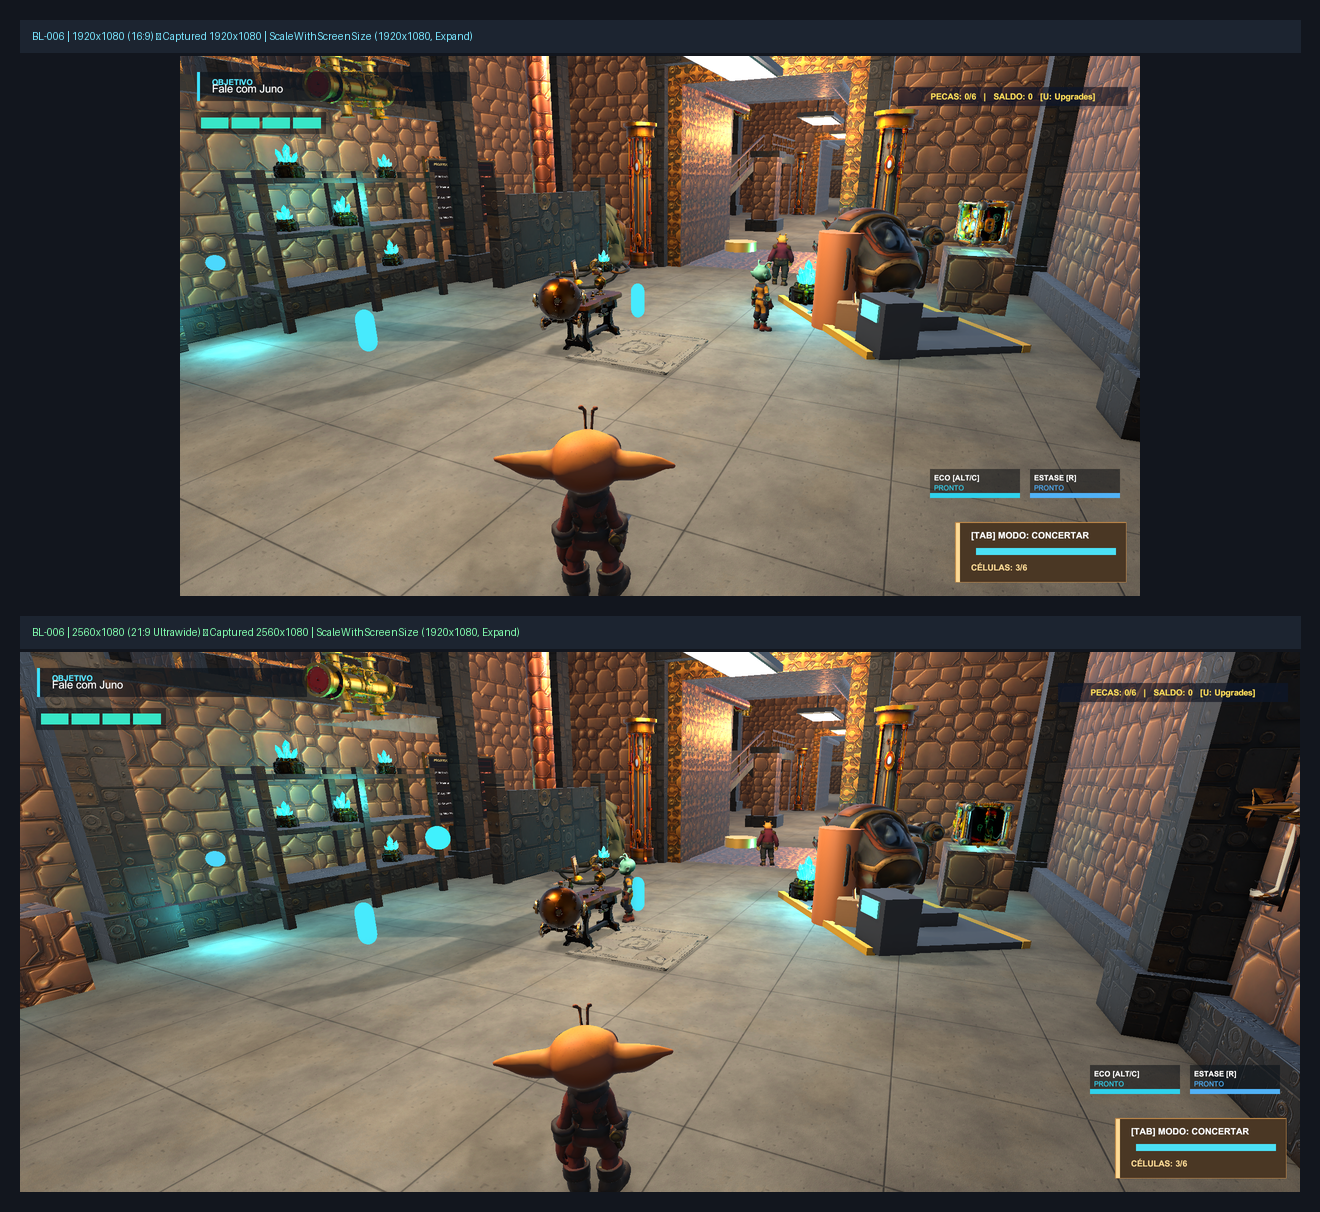 BL-006 | 1920x1080 (16:9) Captured 1920x1080 | ScaleWithScreenSize (1920x1080, Expand)
OBJETIVO
Fale com Juno
PECAS: 0/6 | SALDO: 0 [U: Upgrades]
ECO [ALT/C]
PRONTO
ESTASE [R]
PRONTO
[TAB] MODO: CONCERTAR
CÉLULAS: 3/6
BL-006 | 2560x1080 (21:9 Ultrawide) Captured 2560x1080 | ScaleWithScreenSize (1920x1080, Expand)
OBJETIVO
Fale com Juno
PECAS: 0/6 | SALDO: 0 [U: Upgrades]
ECO [ALT/C]
PRONTO
ESTASE [R]
PRONTO
[TAB] MODO: CONCERTAR
CÉLULAS: 3/6